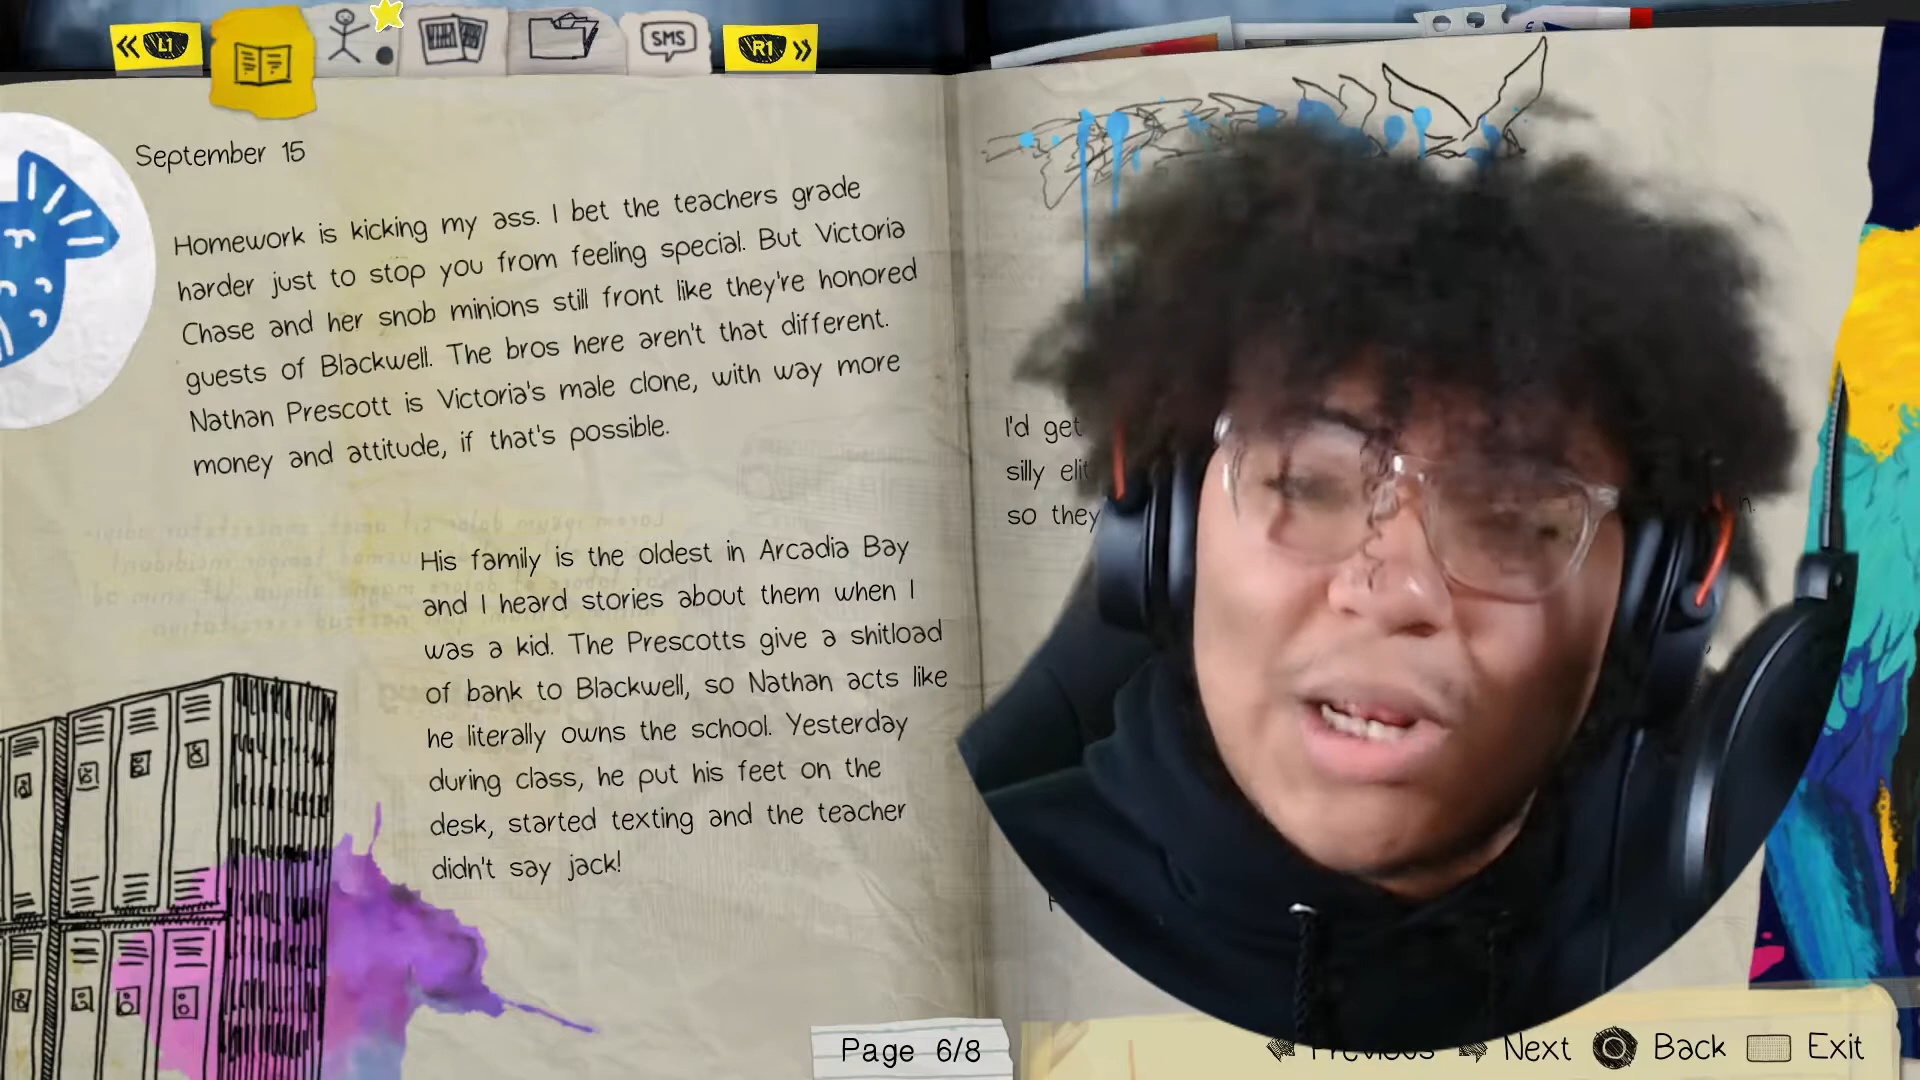 L1
SMS
R1
September 15
Homework is kicking my ass. I bet the teachers grade
harder just to stop you from feeling special. But Victoria
Chase and her snob minions still front like they're honored
guests of Blackwell. The bros here aren't that different.
Nathan Prescott is Victoria's male clone, with way more
money and attitude, if that's possible.
His family is the oldest in Arcadia Bay
and I heard stories about them when I
was a kid. The Prescotts give a shitload
of bank to Blackwell, so Nathan acts like
he literally owns the school. Yesterday
during class, he put his feet on the
desk, started texting and the teacher
didn't say jack!
I'd get
silly
so they
Page 6/8
Previous Next Back Exit